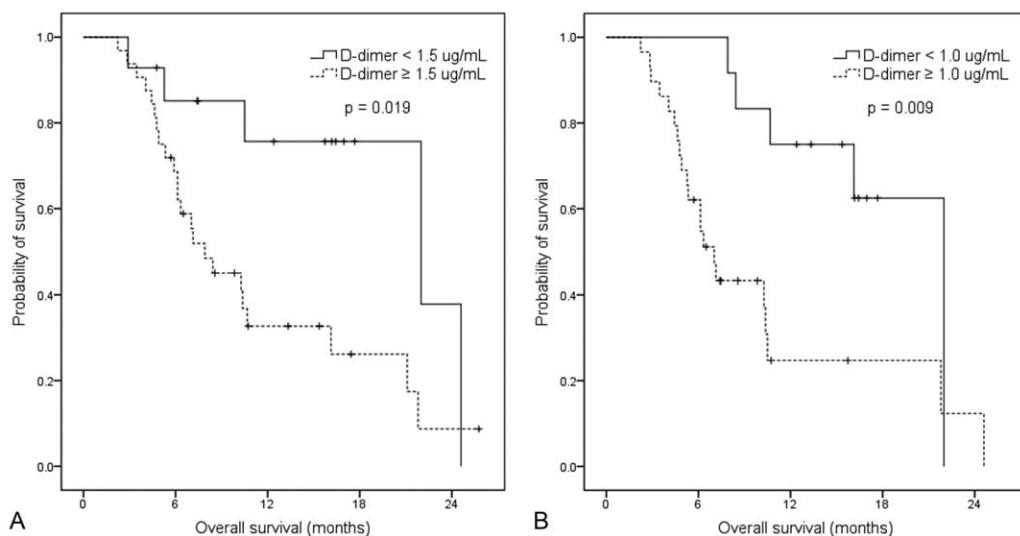 1.0
0.8
0.6
0.4
0.2
0.0
Probability of survival
D-dimer < 1.5 ug/mL
D-dimer ≥ 1.5 ug/mL
p = 0.019
0 6 12 18 24
Overall survival (months)
A
1.0
0.8
0.6
0.4
0.2
0.0
Probability of survival
D-dimer < 1.0 ug/mL
D-dimer ≥ 1.0 ug/mL
p = 0.009
0 6 12 18 24
Overall survival (months)
B